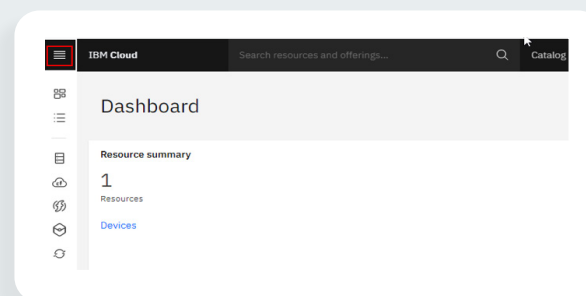 IBM Cloud Search resources and offerings... Catalog
Dashboard
Resource summary
1
Resources
Devices